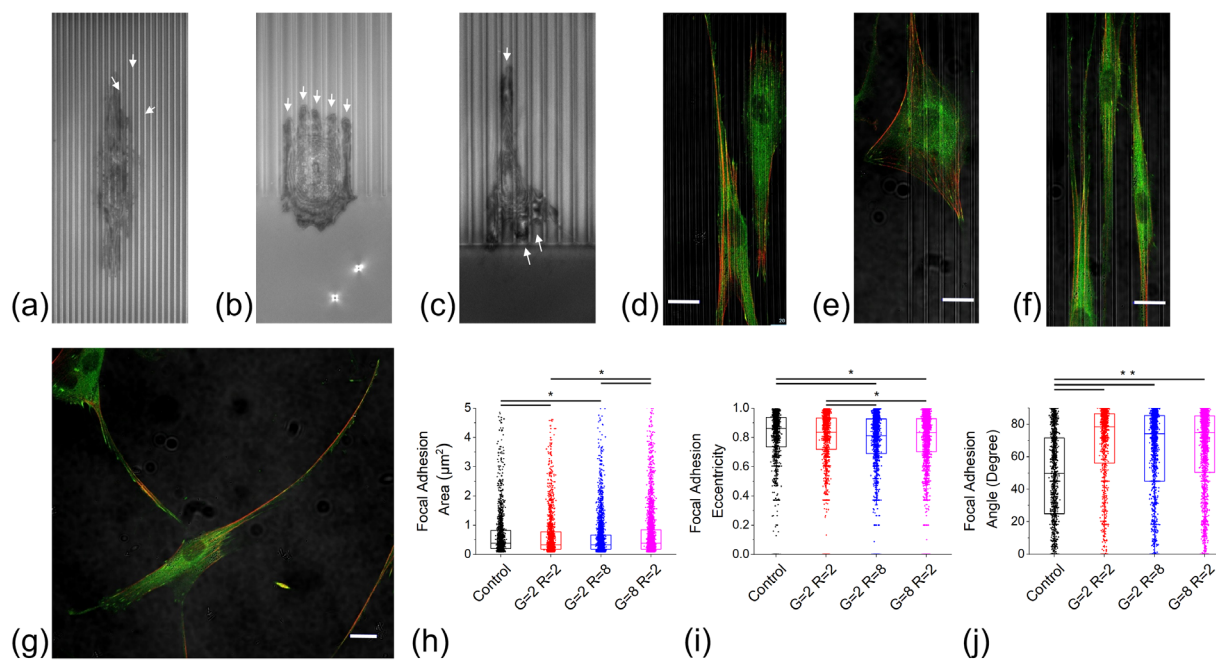 (a)
(b)
(c)
(d)
(e)
(f)
20
(g)
(h)
Focal Adhesion
Area (μm²)
5
4
3
2
1
0
*
*
Control
G=2 R=2
G=2 R=8
G=8 R=2
(i)
Focal Adhesion
Eccentricity
1.0
0.8
0.6
0.4
0.2
0.0
*
*
Control
G=2 R=2
G=2 R=8
G=8 R=2
(j)
Focal Adhesion
Angle (Degree)
80
60
40
20
0
* *
Control
G=2 R=2
G=2 R=8
G=8 R=2